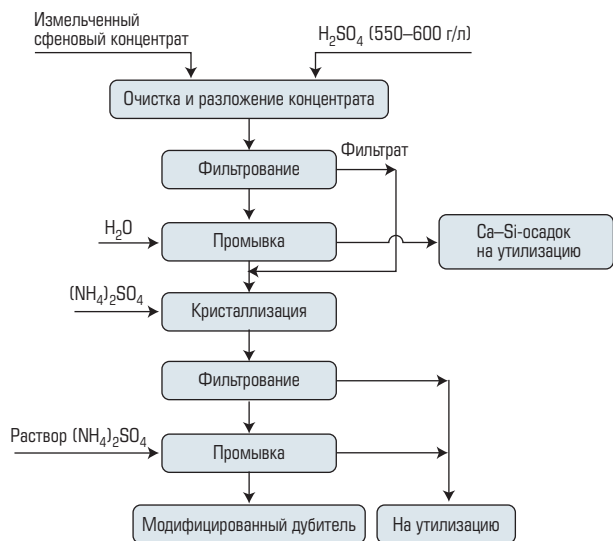 Измельченный
сфеновый концентрат
H₂SO₄ (550–600 г/л)
Очистка и разложение концентрата
Фильтрование
Фильтрат
H₂O
Промывка
Ca–Si-осадок
на утилизацию
(NH₄)₂SO₄
Кристаллизация
Фильтрование
Раствор (NH₄)₂SO₄
Промывка
Модифицированный дубитель
На утилизацию